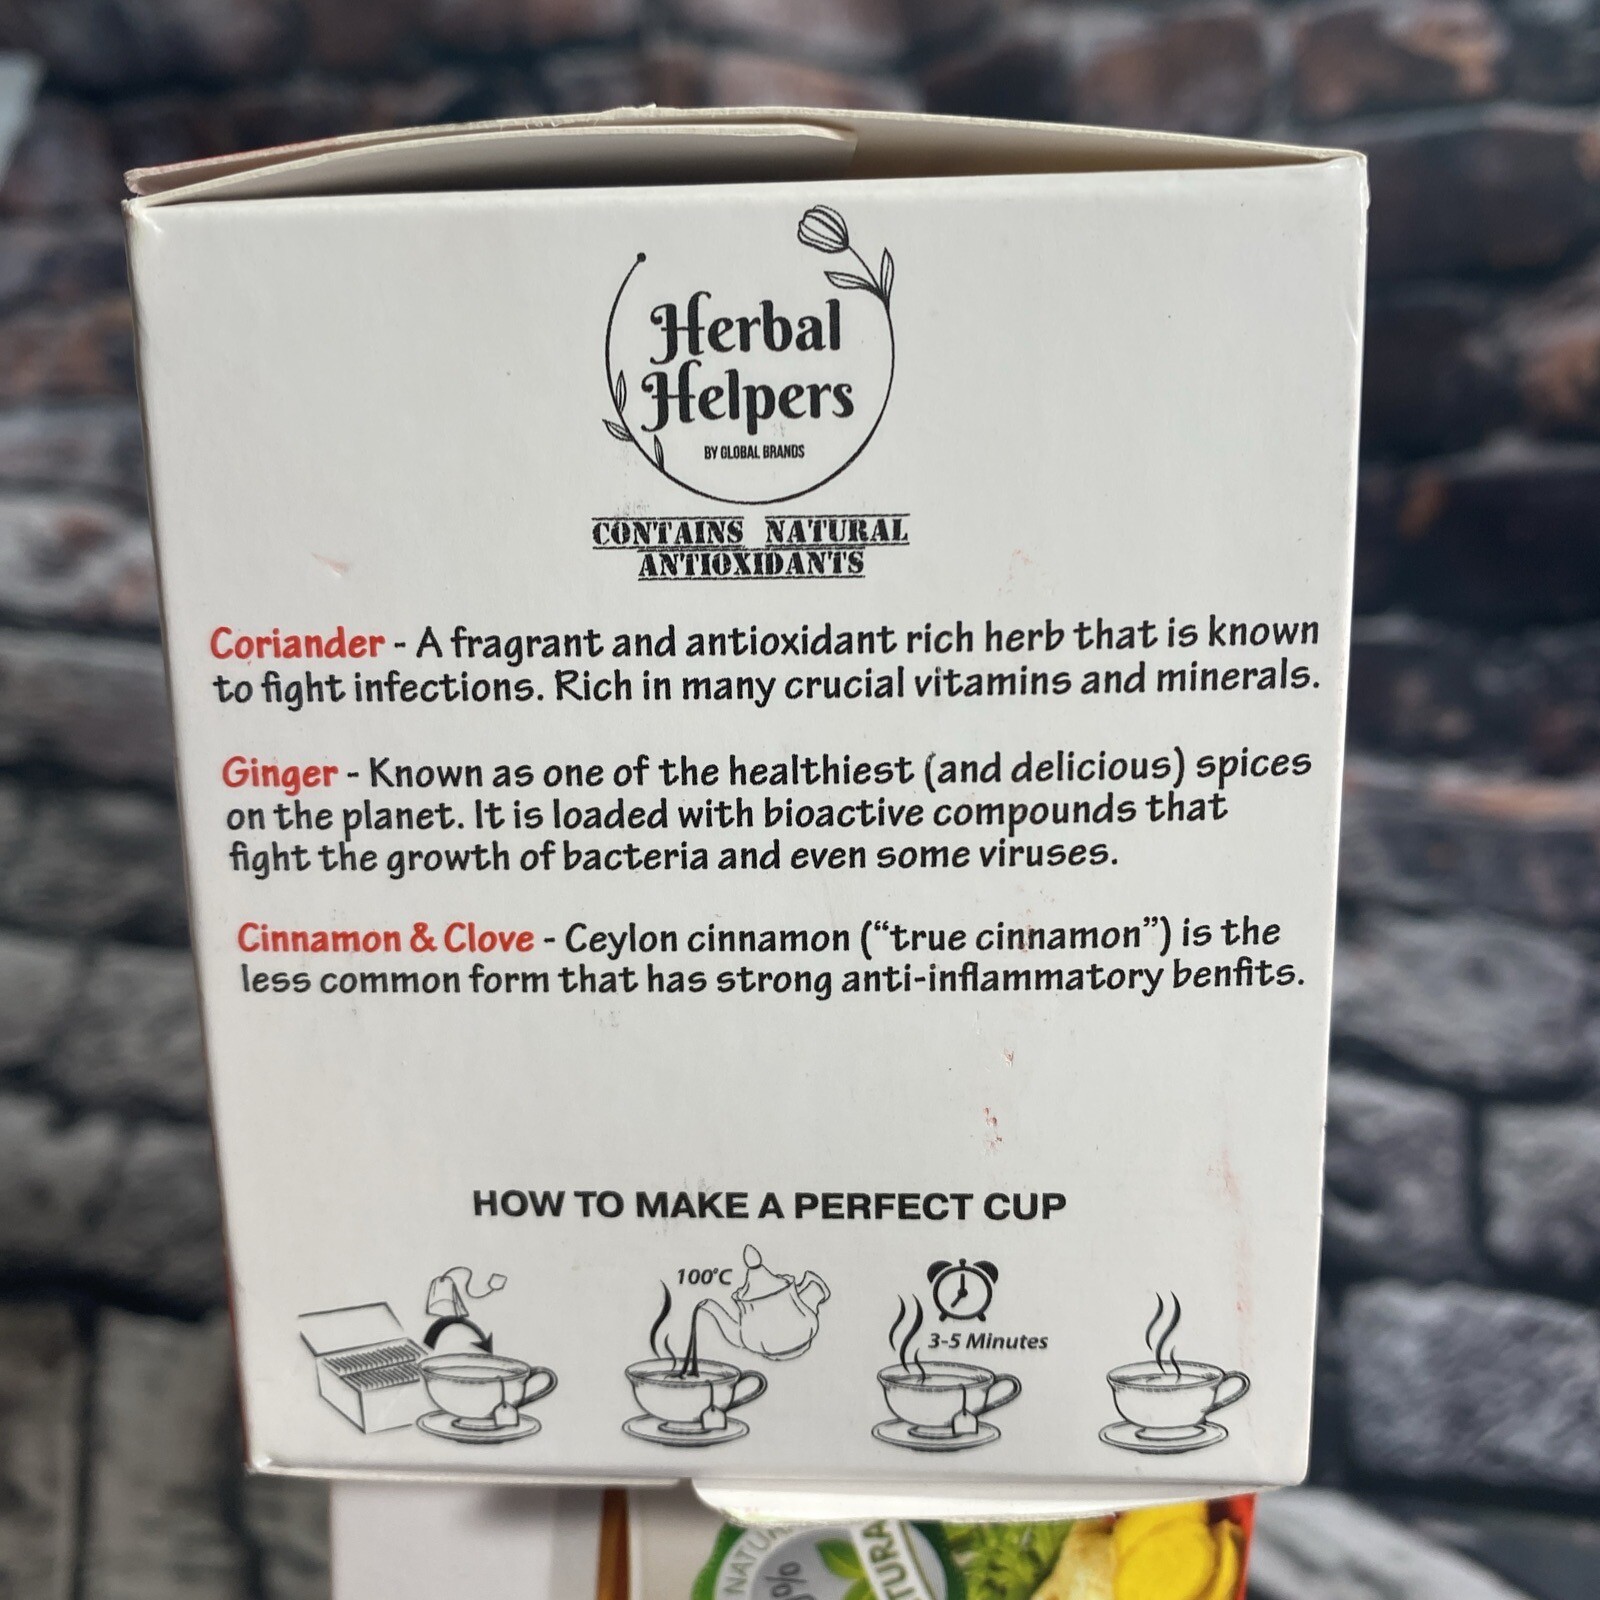 Herbal
Helpers
BY GLOBAL BRANDS
CONTAINS NATURAL
ANTIOXIDANTS
Coriander - A fragrant and antioxidant rich herb that is known
to fight infections. Rich in many crucial vitamins and minerals.
Ginger - Known as one of the healthiest (and delicious) spices
on the planet. It is loaded with bioactive compounds that
fight the growth of bacteria and even some viruses.
Cinnamon & Clove - Ceylon cinnamon (“true cinnamon”) is the
less common form that has strong anti-inflammatory benfits.
HOW TO MAKE A PERFECT CUP
100°C
3-5 Minutes